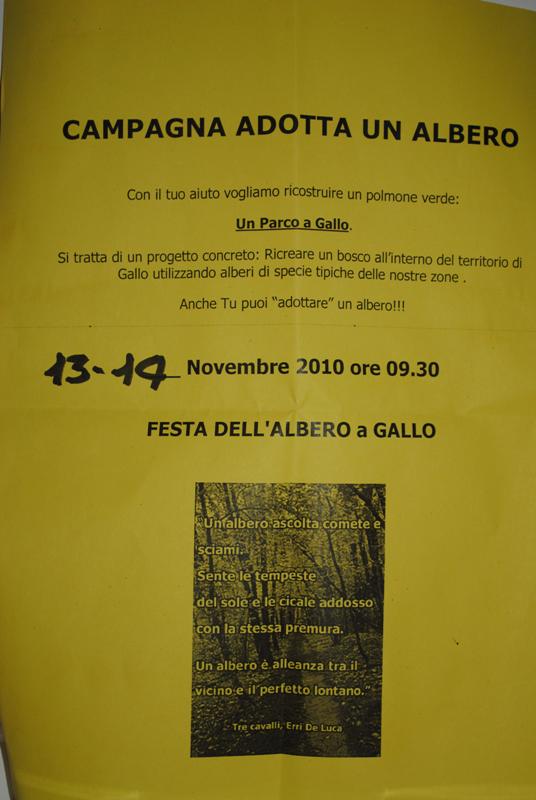 CAMPAGNA ADOTTA UN ALBERO
Con il tuo aiuto vogliamo ricostruire un polmone verde:
Un Parco a Gallo.
Si tratta di un progetto concreto: Ricreare un bosco all'interno del territorio di
Gallo utilizzando alberi di specie tipiche delle nostre zone .
Anche Tu puoi "adottare" un albero!!!
13-14 Novembre 2010 ore 09.30
FESTA DELL'ALBERO a GALLO
"Un albero ascolta comete e
sciami.
Sente le tempeste
del sole e le cicale addosso
con la stessa premura.
Un albero è alleanza tra il
vicino e il perfetto lontano."
Tre cavalli, Erri De Luca